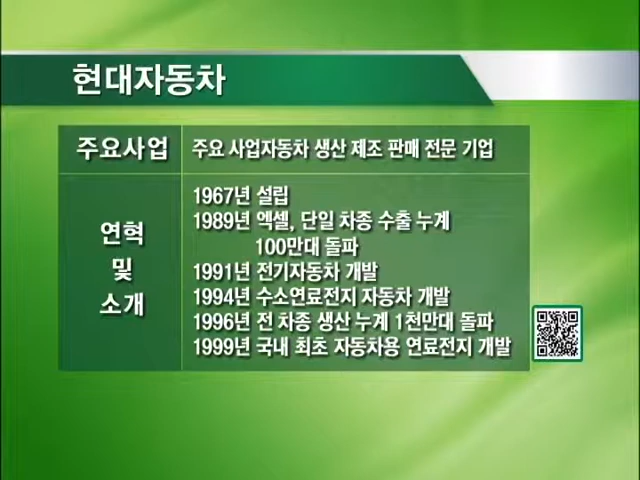 현대자동차
주요사업
주요 사업자동차 생산 제조 판매 전문 기업
연혁
및
소개
1967년 설립
1989년 엑셀, 단일 차종 수출 누계
100만대 돌파
1991년 전기자동차 개발
1994년 수소연료전지 자동차 개발
1996년 전 차종 생산 누계 1천만대 돌파
1999년 국내 최초 자동차용 연료전지 개발